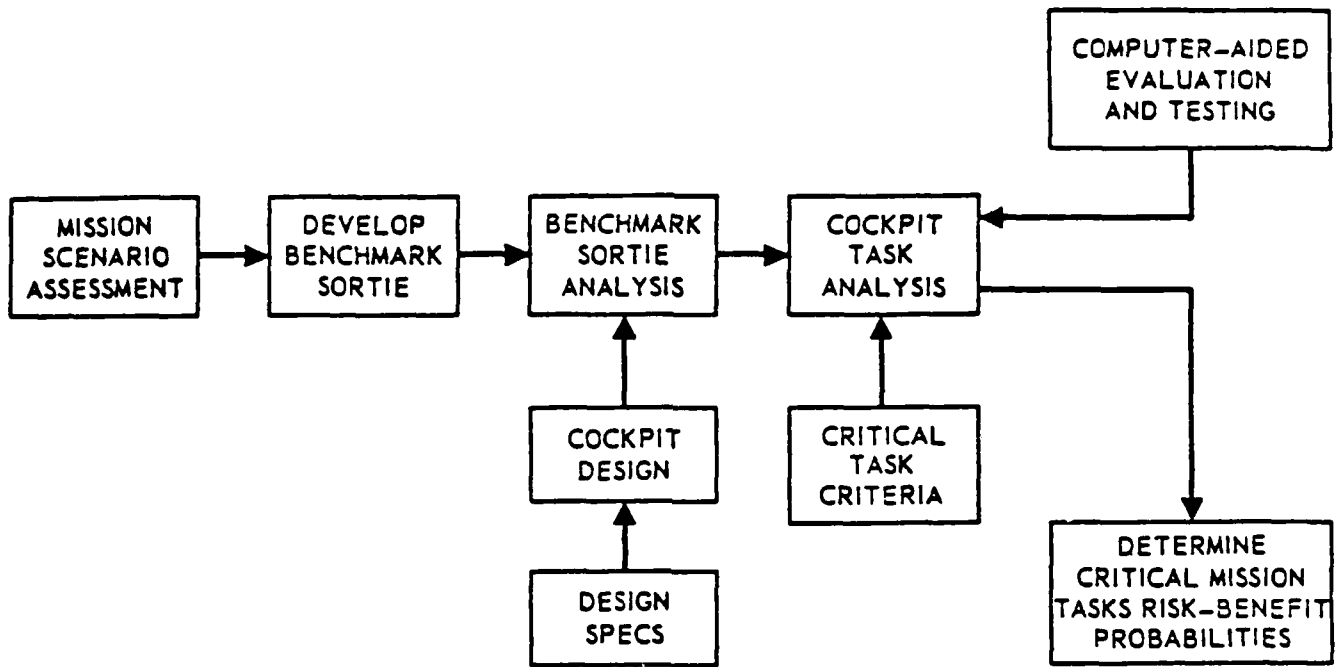 COMPUTER-AIDED
EVALUATION
AND TESTING
MISSION
SCENARIO
ASSESSMENT
DEVELOP
BENCHMARK
SORTIE
BENCHMARK
SORTIE
ANALYSIS
COCKPIT
TASK
ANALYSIS
COCKPIT
DESIGN
CRITICAL
TASK
CRITERIA
DESIGN
SPECS
DETERMINE
CRITICAL MISSION
TASKS RISK-BENEFIT
PROBABILITIES